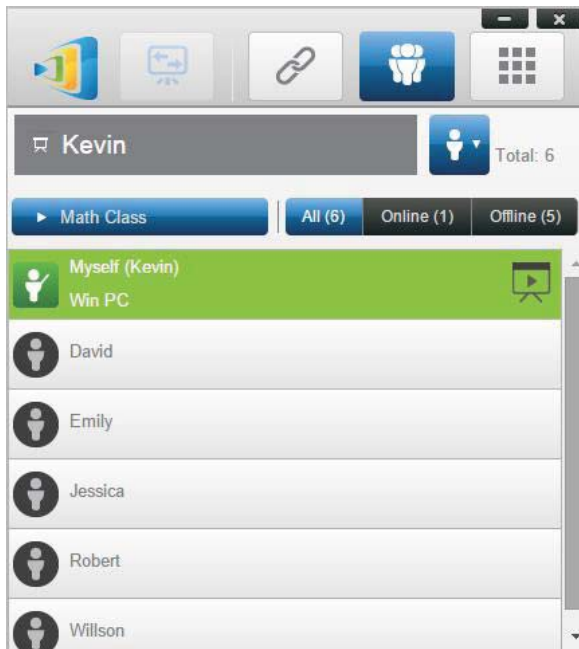 Kevin
Total: 6
Math Class
All (6) Online (1) Offline (5)
Myself (Kevin)
Win PC
David
Emily
Jessica
Robert
Willson